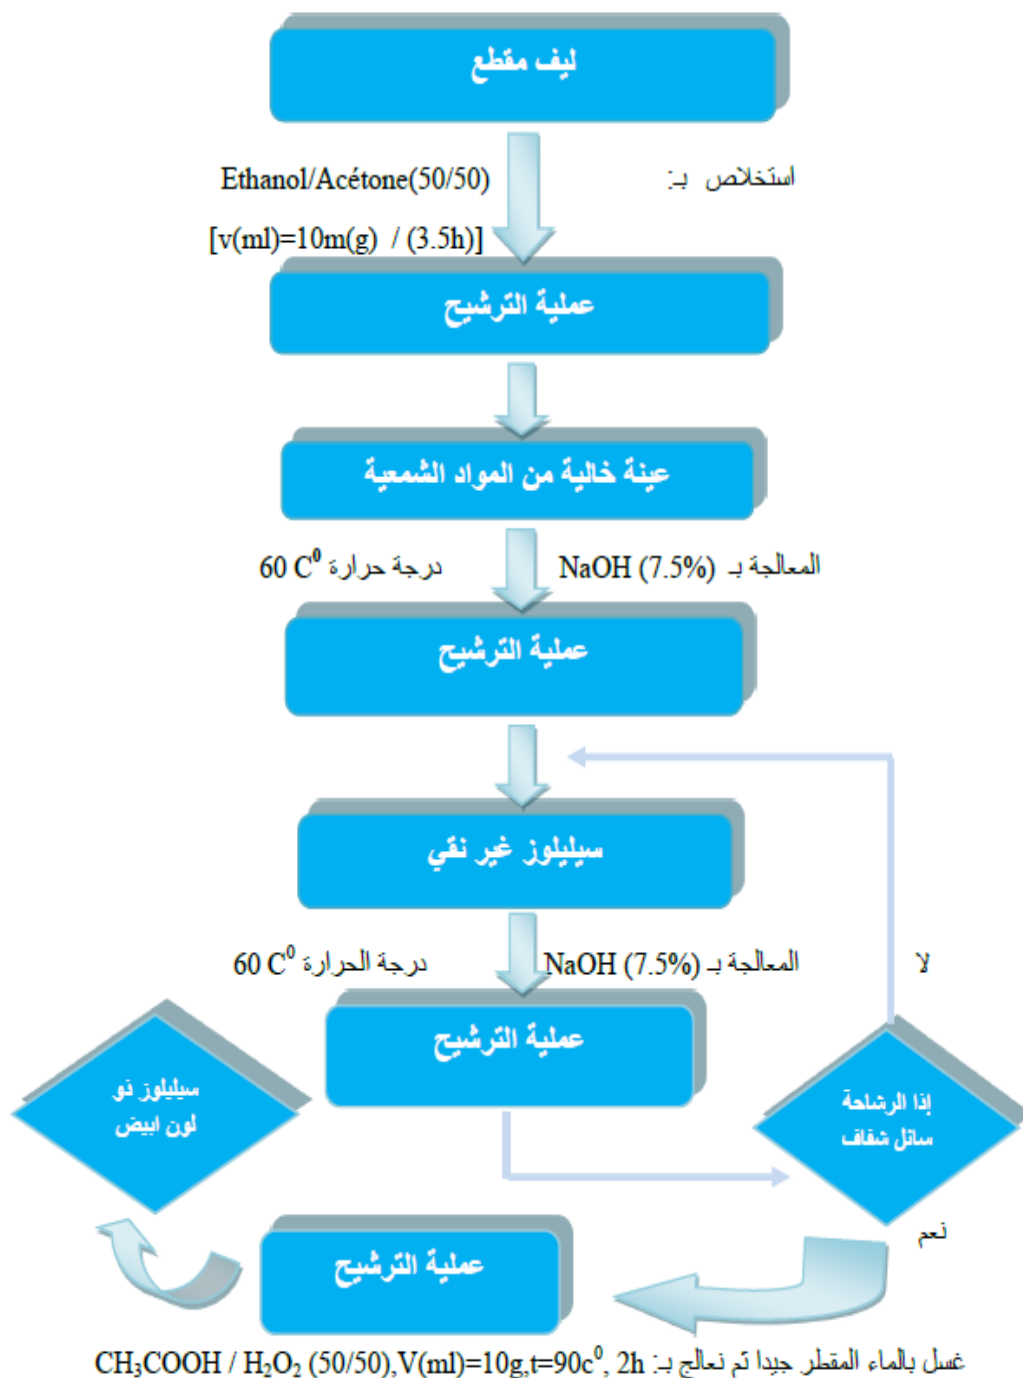 ليف مقطع
استخلاص بـ: Ethanol/Acétone(50/50)
[v(ml)=10m(g) / (3.5h)]
عملية الترشيح
عينة خالية من المواد الشمعية
المعالجة بـ NaOH (7.5%) درجة حرارة 60 C⁰
عملية الترشيح
سيليلوز غير نقي
المعالجة بـ NaOH (7.5%) درجة الحرارة 60 C⁰
لا
عملية الترشيح
إذا الرشاحة
سائل شفاف
سيليلوز ذو
لون ابيض
نعم
عملية الترشيح
غسل بالماء المقطر جيدا ثم نعالج بـ: CH₃COOH / H₂O₂ (50/50),V(ml)=10g,t=90c⁰, 2h